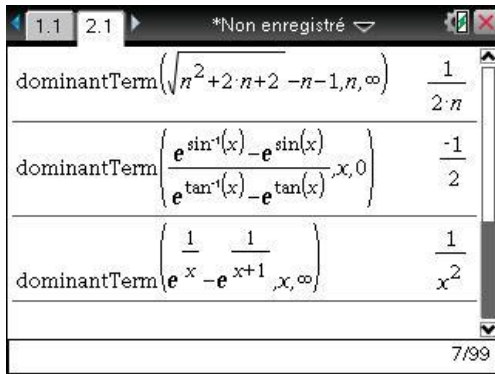 1.1 2.1 *Non enregistré
dominantTerm(√(n²+2·n+2) −n−1,n,∞) 1/(2·n)
dominantTerm((e^(sin⁻¹(x))−e^(sin(x)))/(e^(tan⁻¹(x))−e^(tan(x))),x,0) −1/2
dominantTerm(e^(1/x)−e^(1/(x+1)),x,∞) 1/x²
7/99